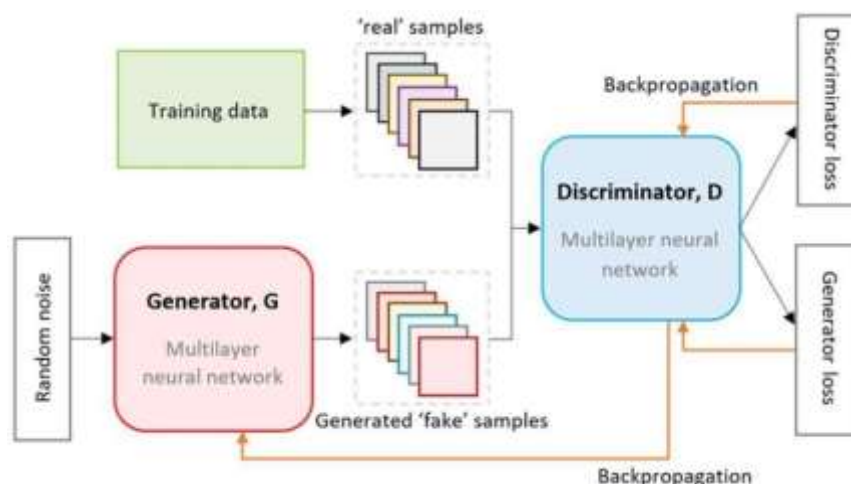 'real' samples
Training data
Backpropagation
Discriminator loss
Discriminator, D
Multilayer neural
network
Random noise
Generator, G
Multilayer
neural network
Generated 'fake' samples
Generator loss
Backpropagation